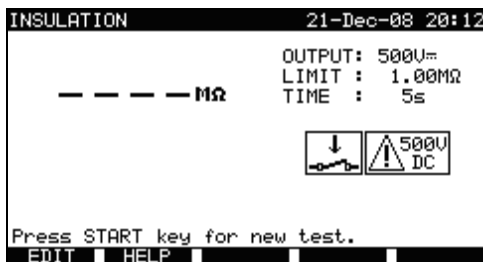 INSULATION 21-Dec-08 20:12
OUTPUT: 500V⎓
LIMIT : 1.00MΩ
– – – – MΩ TIME : 5s
500V
DC
Press START key for new test.
EDIT HELP